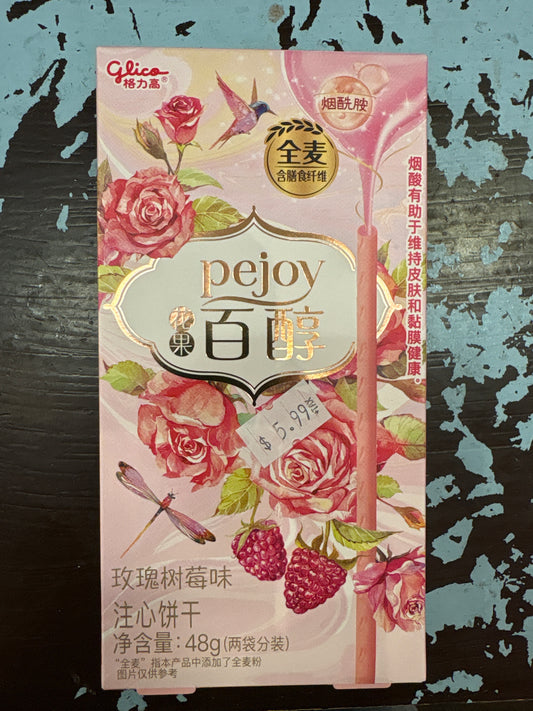 Glico
格力高®
烟酰胺
全麦
含膳食纤维
烟酸有助于维持皮肤和黏膜健康。
pejoy
花果
百醇
$5.99+TAX
玫瑰树莓味
注心饼干
净含量:48g(两袋分装)
“全麦”指本产品中添加了全麦粉
图片仅供参考